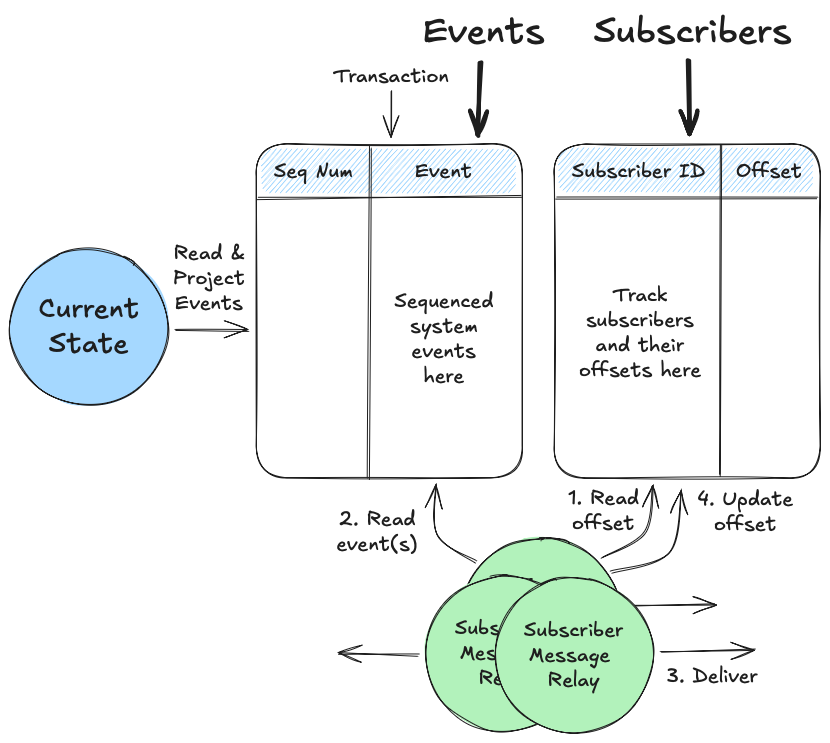 Events
Subscribers
Transaction
Seq Num
Event
Subscriber ID
Offset
Read &
Project
Events
Current
State
Sequenced
system
events
here
Track
subscribers
and their
offsets here
1. Read
offset
4. Update
offset
2. Read
event(s)
Subs
Mes
Re
Subscriber
Message
Relay
3. Deliver